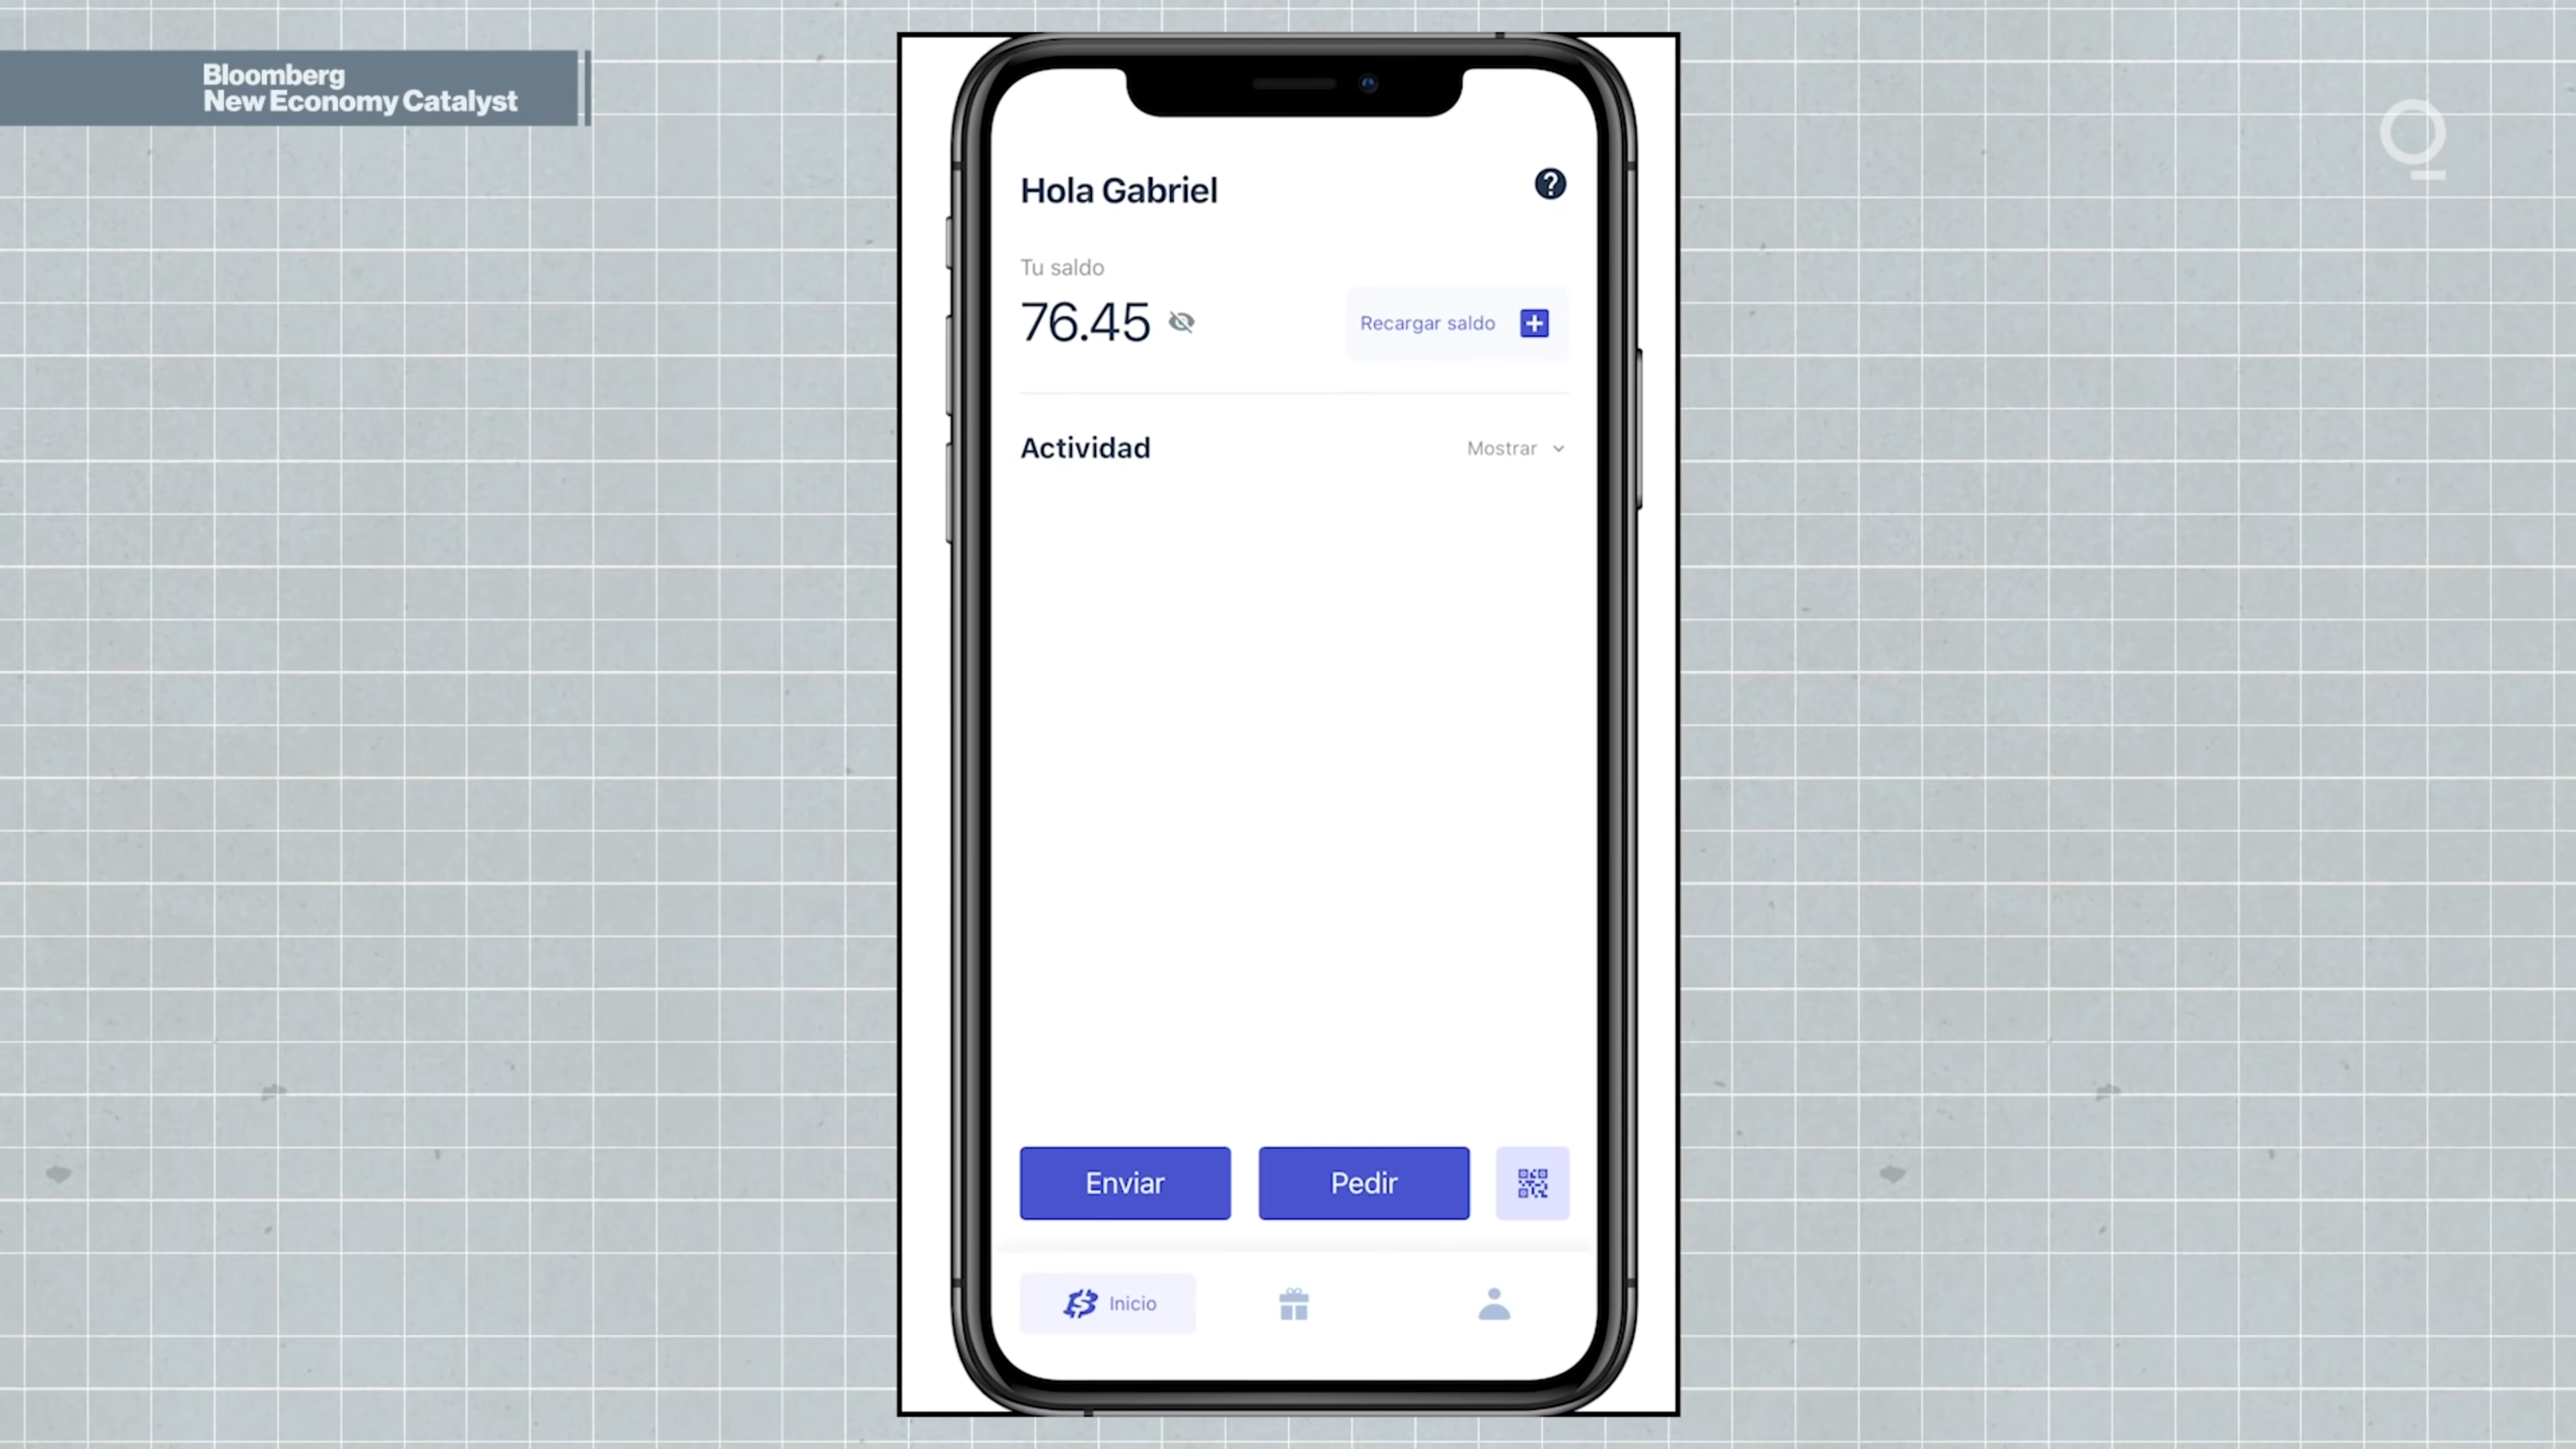 Bloomberg
New Economy Catalyst
Hola Gabriel
Tu saldo
76.45
Recargar saldo
Actividad
Mostrar
Enviar
Pedir
Inicio